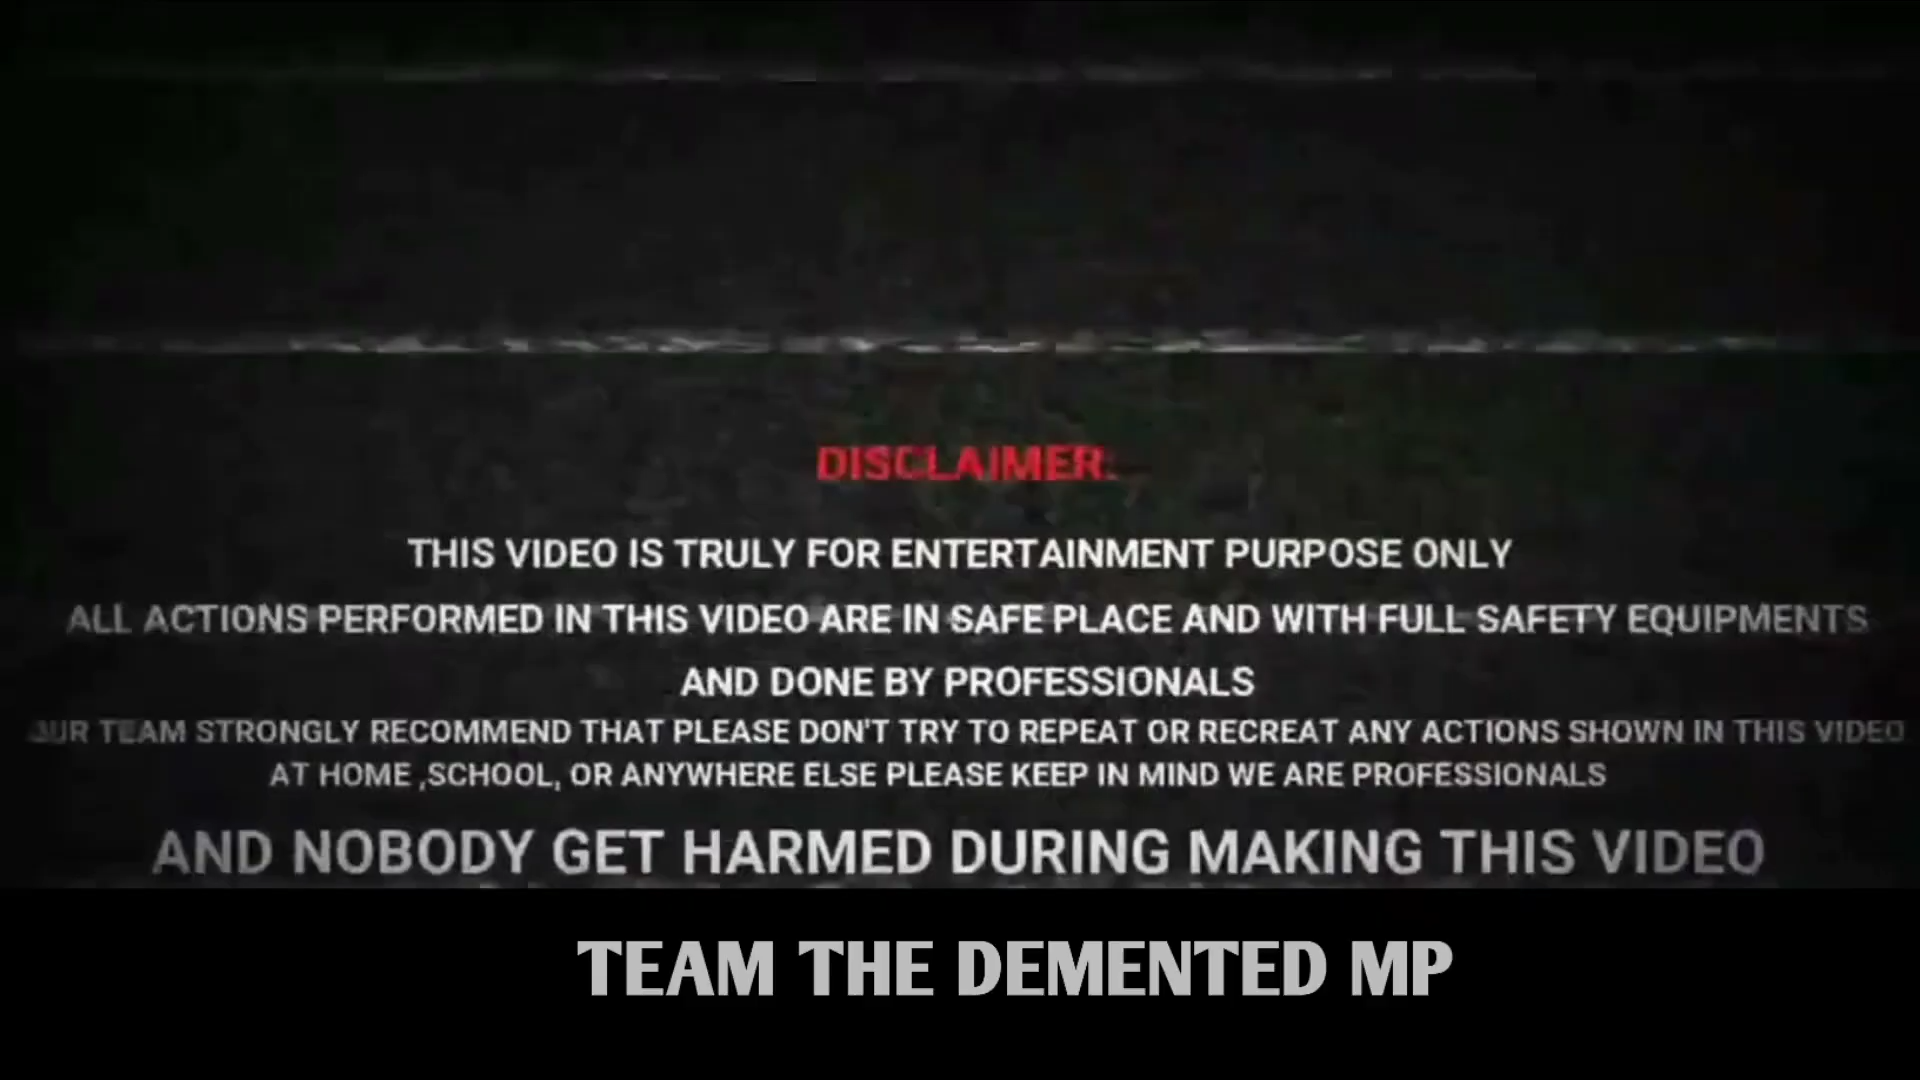 DISCLAIMER:
THIS VIDEO IS TRULY FOR ENTERTAINMENT PURPOSE ONLY
ALL ACTIONS PERFORMED IN THIS VIDEO ARE IN SAFE PLACE AND WITH FULL SAFETY EQUIPMENTS
AND DONE BY PROFESSIONALS
OUR TEAM STRONGLY RECOMMEND THAT PLEASE DON'T TRY TO REPEAT OR RECREAT ANY ACTIONS SHOWN IN THIS VIDEO
AT HOME ,SCHOOL, OR ANYWHERE ELSE PLEASE KEEP IN MIND WE ARE PROFESSIONALS
AND NOBODY GET HARMED DURING MAKING THIS VIDEO
TEAM THE DEMENTED MP